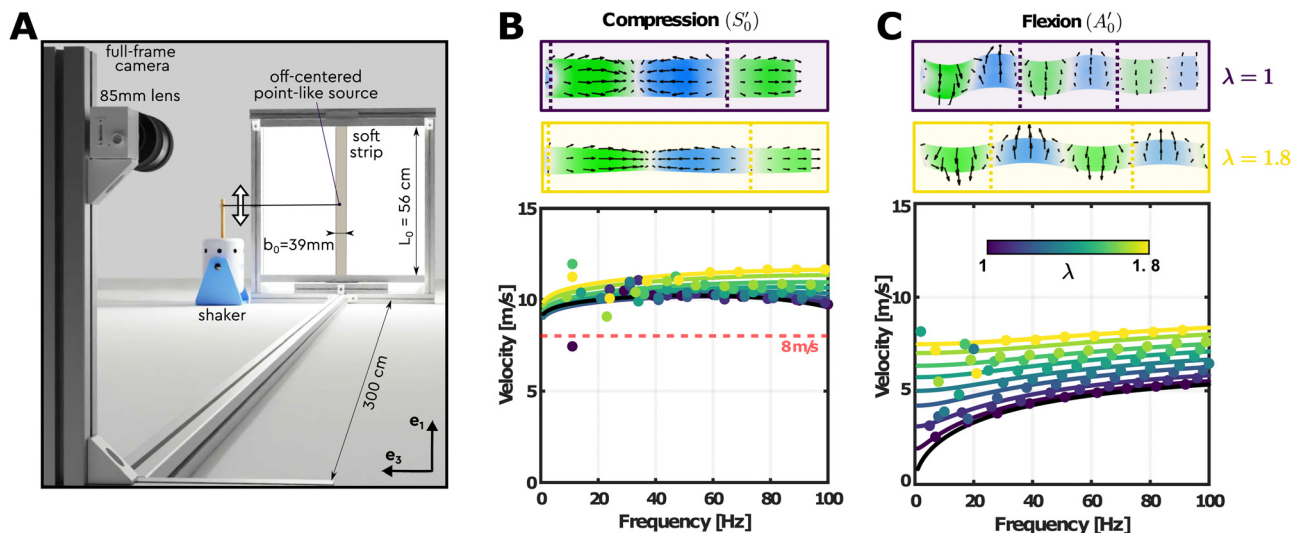 A
full-frame
camera
85mm lens
off-centered
point-like source
soft
strip
L₀ = 56 cm
b₀=39mm
shaker
300 cm
e₁
e₃
B
Compression (S′₀)
15
10
5
0
Velocity [m/s]
8m/s
0 20 40 60 80 100
Frequency [Hz]
C
Flexion (A′₀)
λ = 1
λ = 1.8
1 λ 1.8
15
10
5
0
Velocity [m/s]
0 20 40 60 80 100
Frequency [Hz]